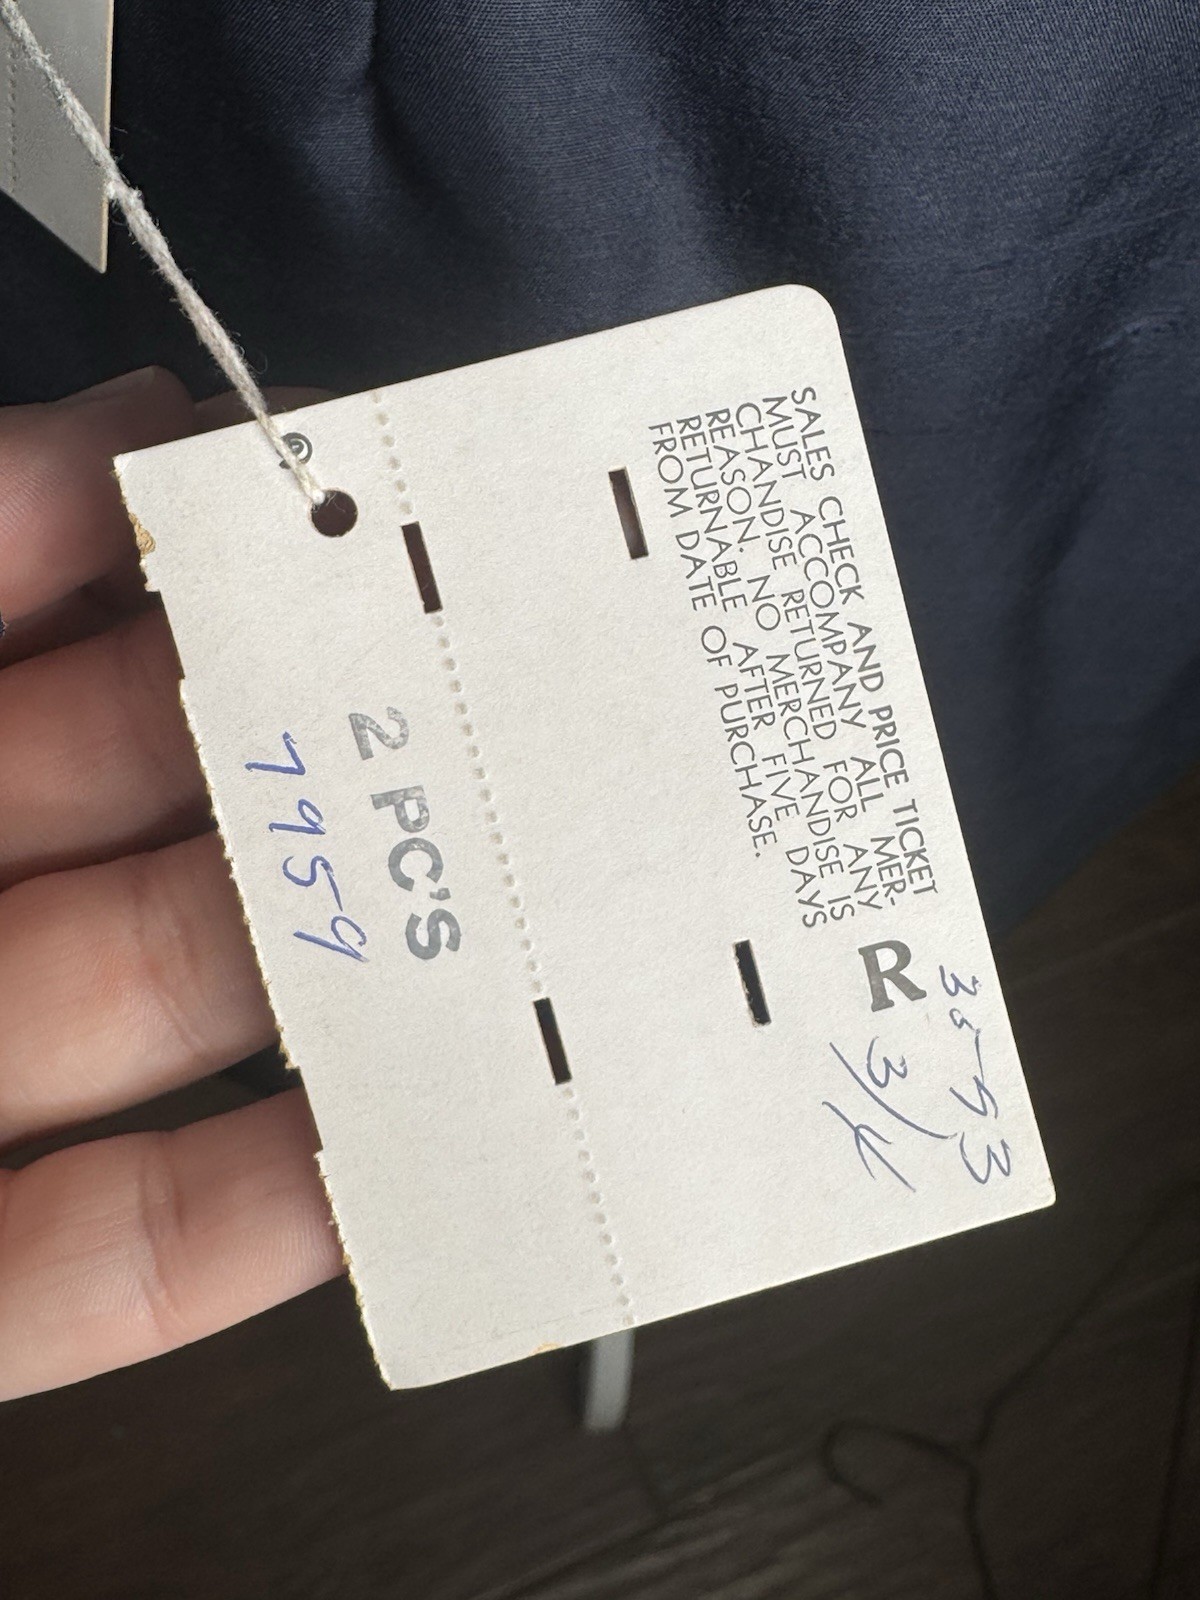 SALES CHECK AND PRICE TICKET
MUST ACCOMPANY ALL MER-
CHANDISE RETURNED FOR ANY
REASON. NO MERCHANDISE IS
RETURNABLE AFTER FIVE DAYS
FROM DATE OF PURCHASE.
R
2 PC'S
7959